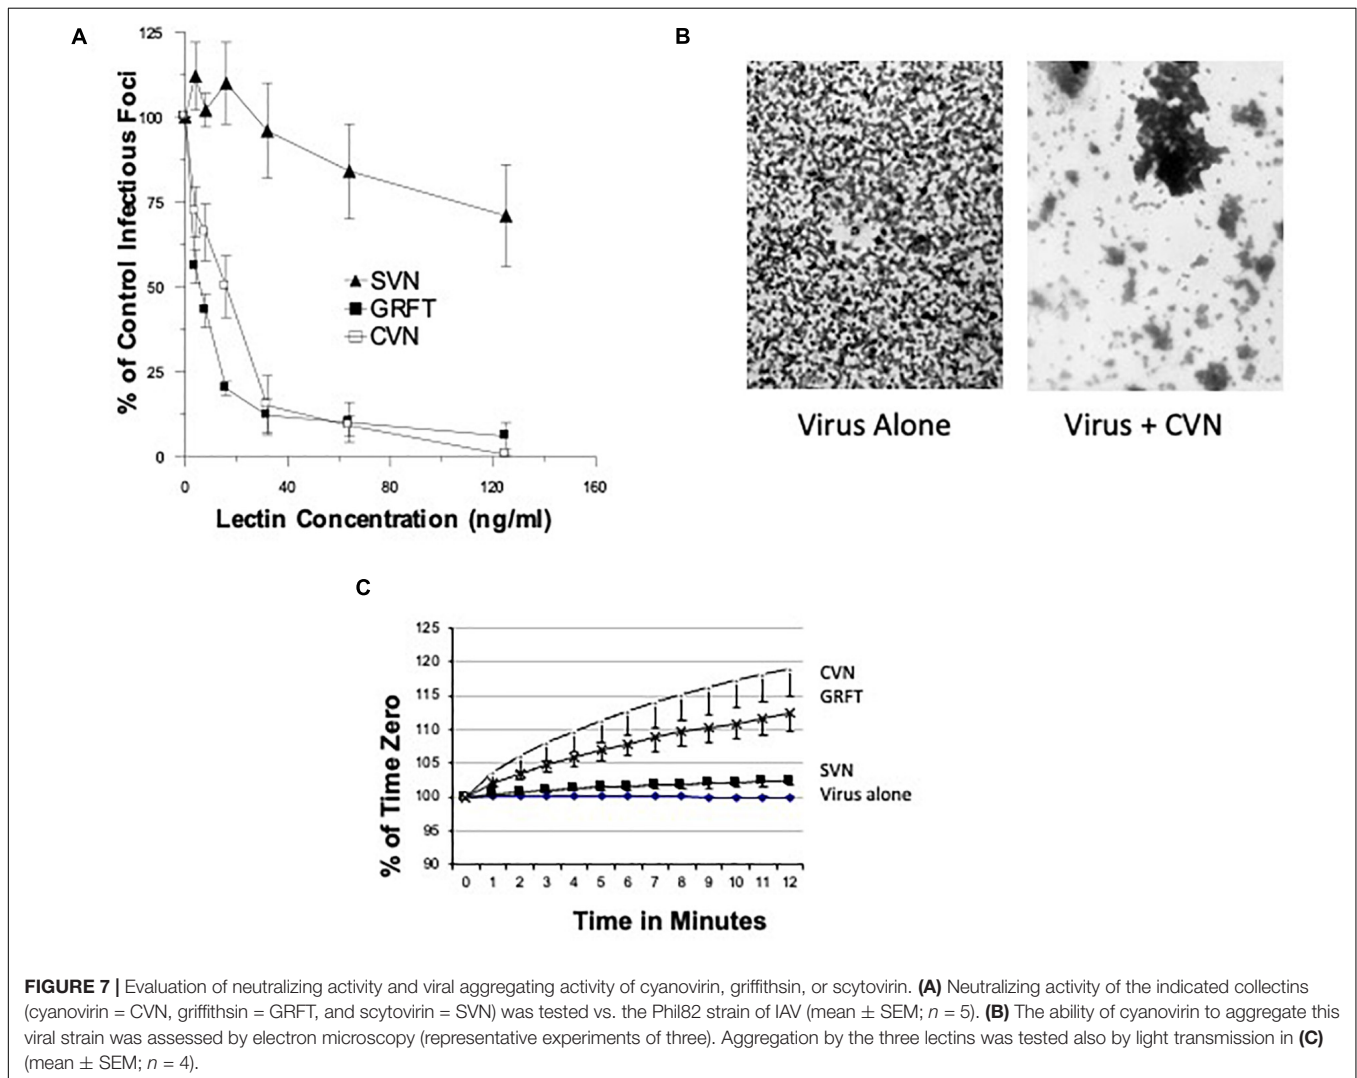 A
125
100
75
50
25
0
% of Control Infectious Foci
SVN
GRFT
CVN
0 40 80 120 160
Lectin Concentration (ng/ml)
B
Virus Alone
Virus + CVN
C
125
120
115
110
105
100
95
90
% of Time Zero
CVN
GRFT
SVN
Virus alone
0 1 2 3 4 5 6 7 8 9 10 11 12
Time in Minutes
FIGURE 7 | Evaluation of neutralizing activity and viral aggregating activity of cyanovirin, griffithsin, or scytovirin. (A) Neutralizing activity of the indicated collectins
(cyanovirin = CVN, griffithsin = GRFT, and scytovirin = SVN) was tested vs. the Phil82 strain of IAV (mean ± SEM; n = 5). (B) The ability of cyanovirin to aggregate this
viral strain was assessed by electron microscopy (representative experiments of three). Aggregation by the three lectins was tested also by light transmission in (C)
(mean ± SEM; n = 4).